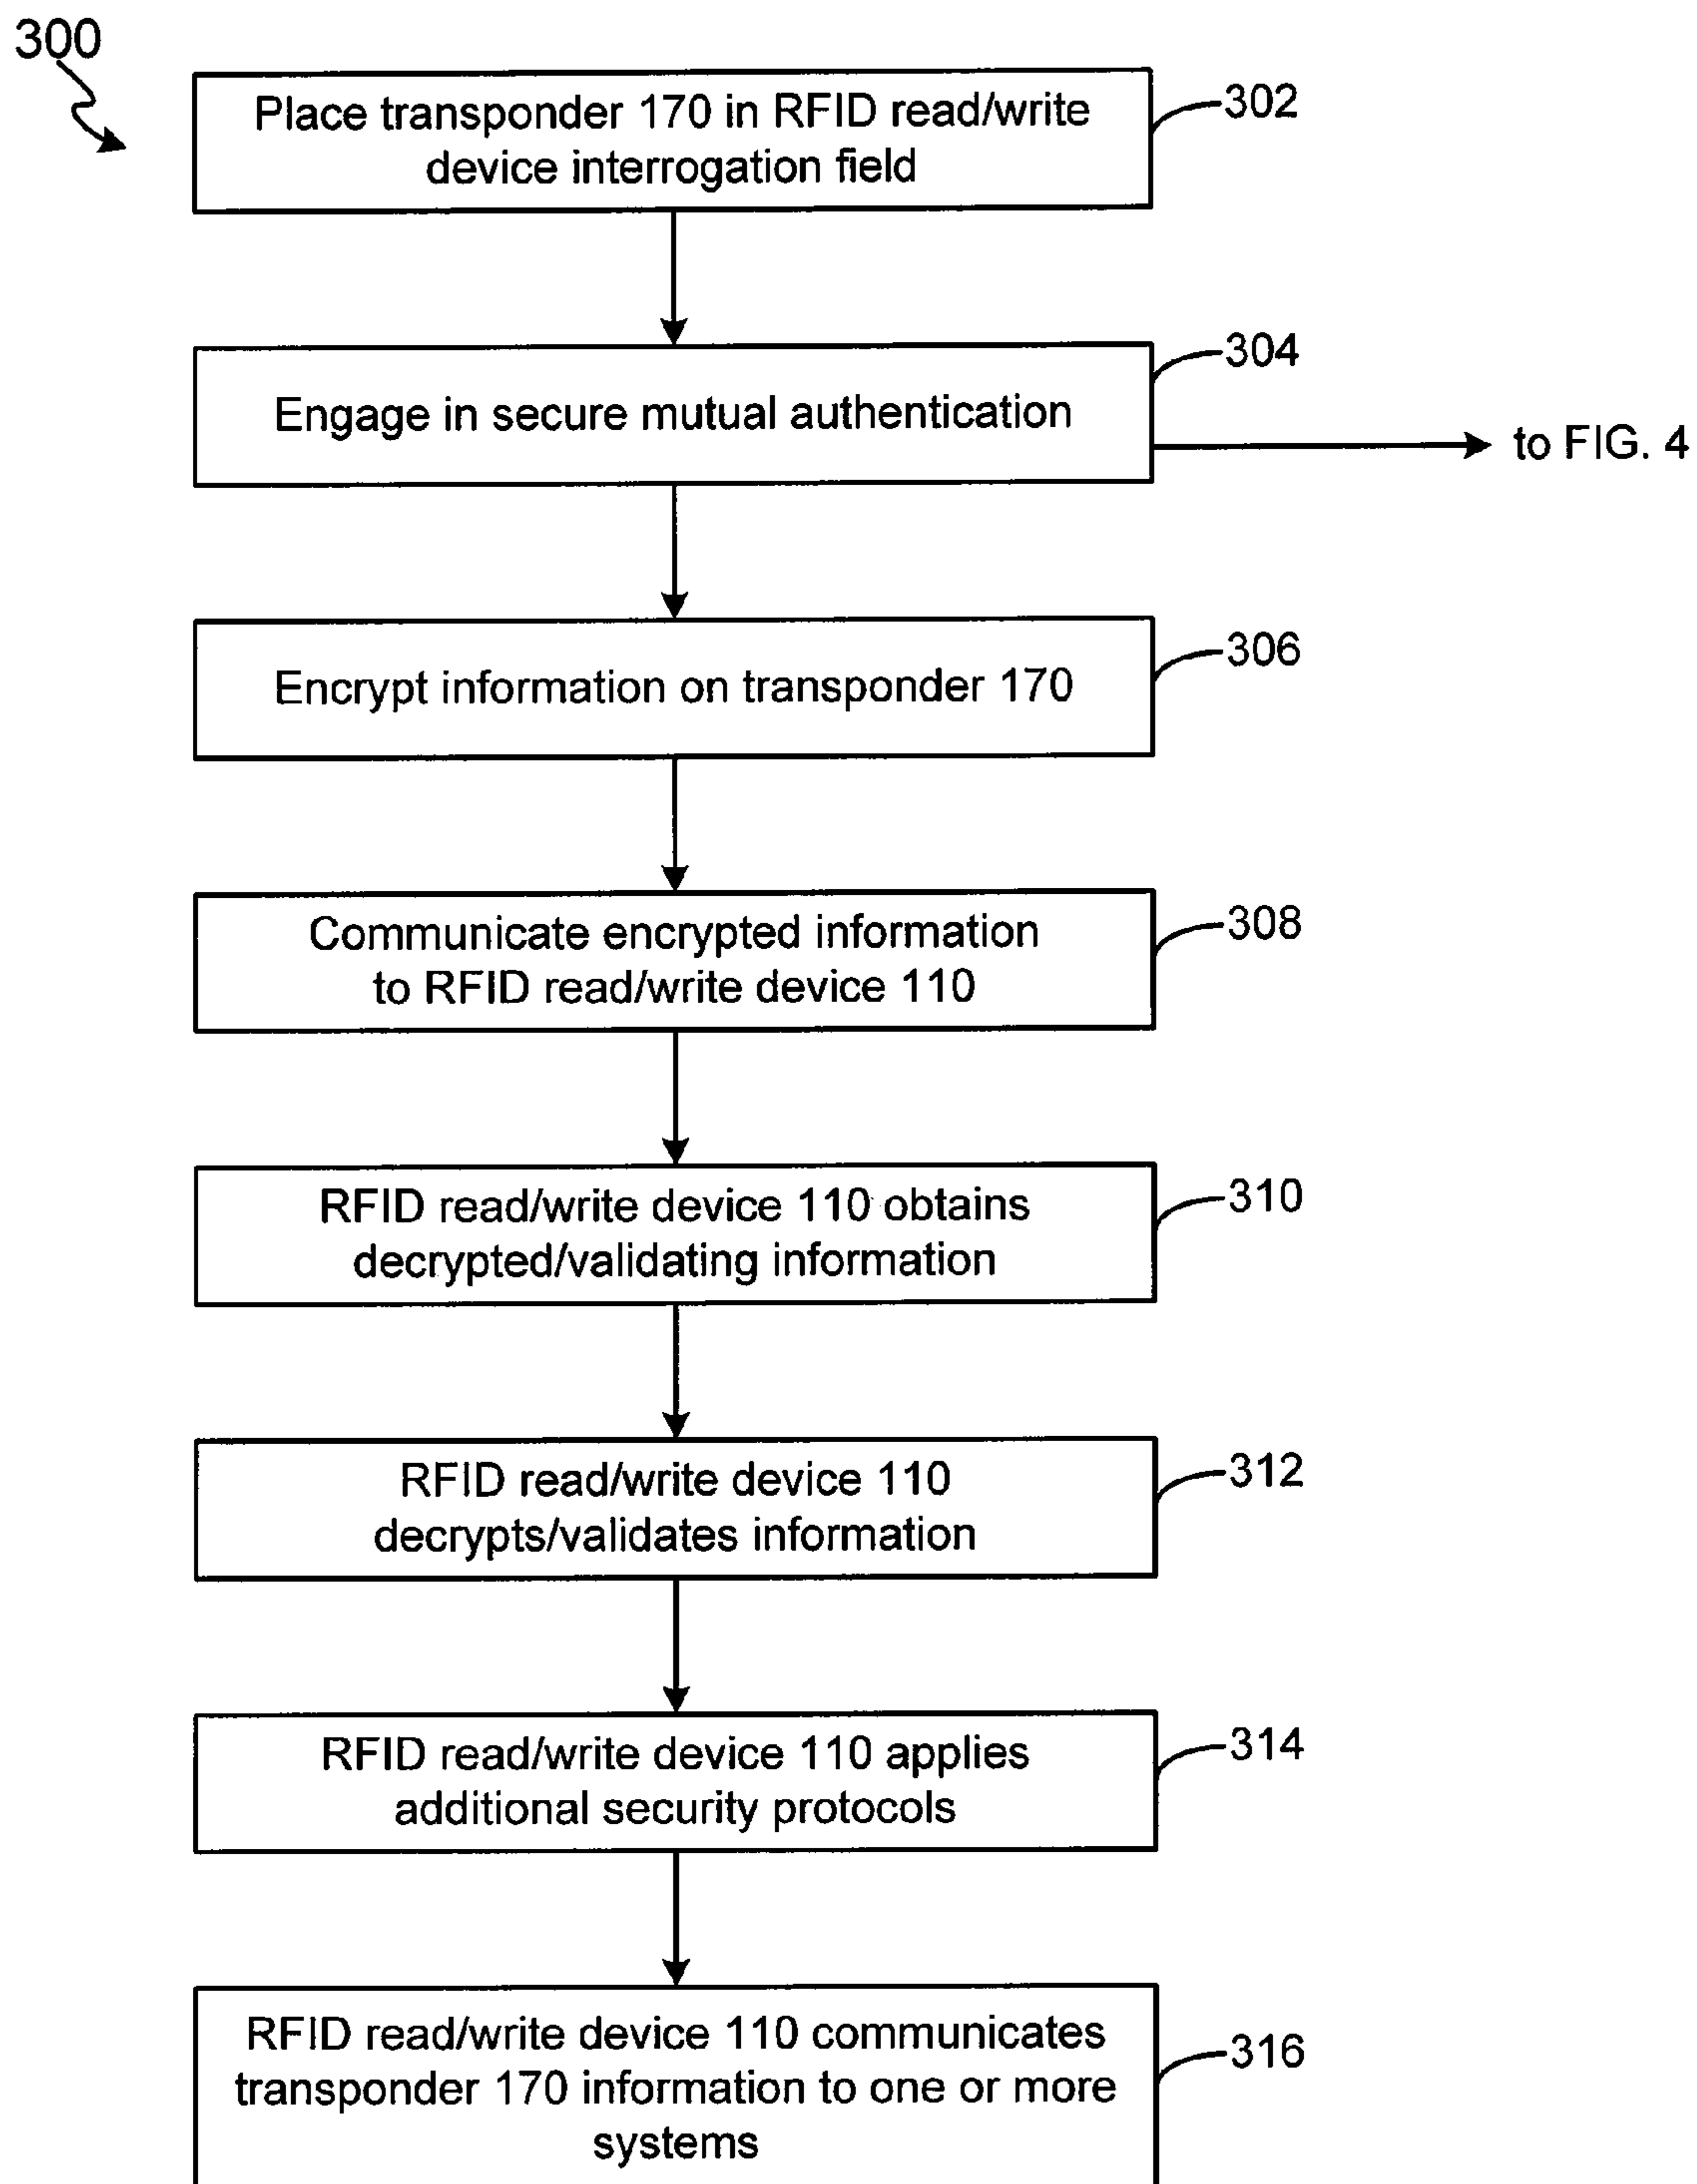 300
Place transponder 170 in RFID read/write
device interrogation field
302
Engage in secure mutual authentication
304
to FIG. 4
Encrypt information on transponder 170
306
Communicate encrypted information
to RFID read/write device 110
308
RFID read/write device 110 obtains
decrypted/validating information
310
RFID read/write device 110
decrypts/validates information
312
RFID read/write device 110 applies
additional security protocols
314
RFID read/write device 110 communicates
transponder 170 information to one or more
systems
316